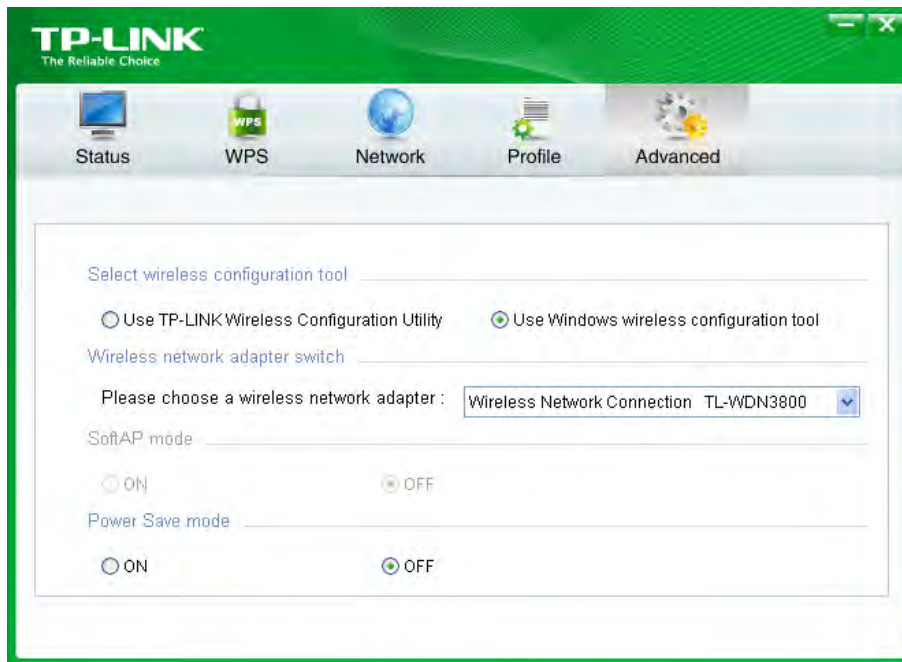 TP-LINK
The Reliable Choice
WPS
Status WPS Network Profile Advanced
Select wireless configuration tool
Use TP-LINK Wireless Configuration Utility Use Windows wireless configuration tool
Wireless network adapter switch
Please choose a wireless network adapter : Wireless Network Connection TL-WDN3800
SoftAP mode
ON OFF
Power Save mode
ON OFF